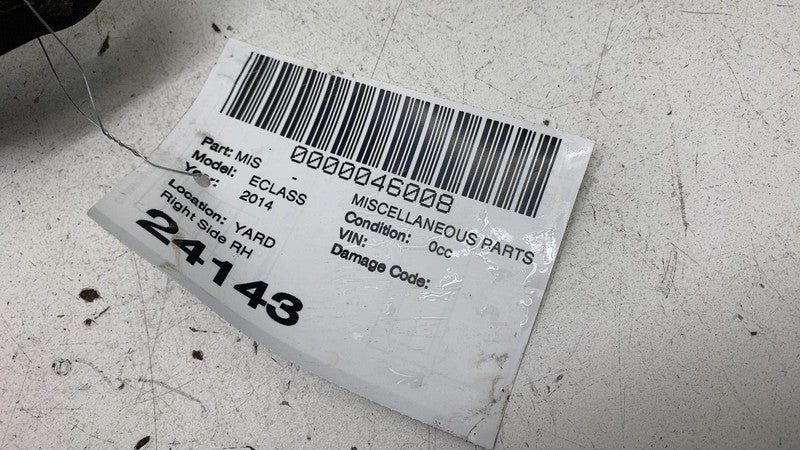 0000046008
Part: MIS - MISCELLANEOUS PARTS
Model: ECLASS Condition: 0cc
Year: 2014 VIN:
Location: YARD Damage Code:
Right Side RH
24143